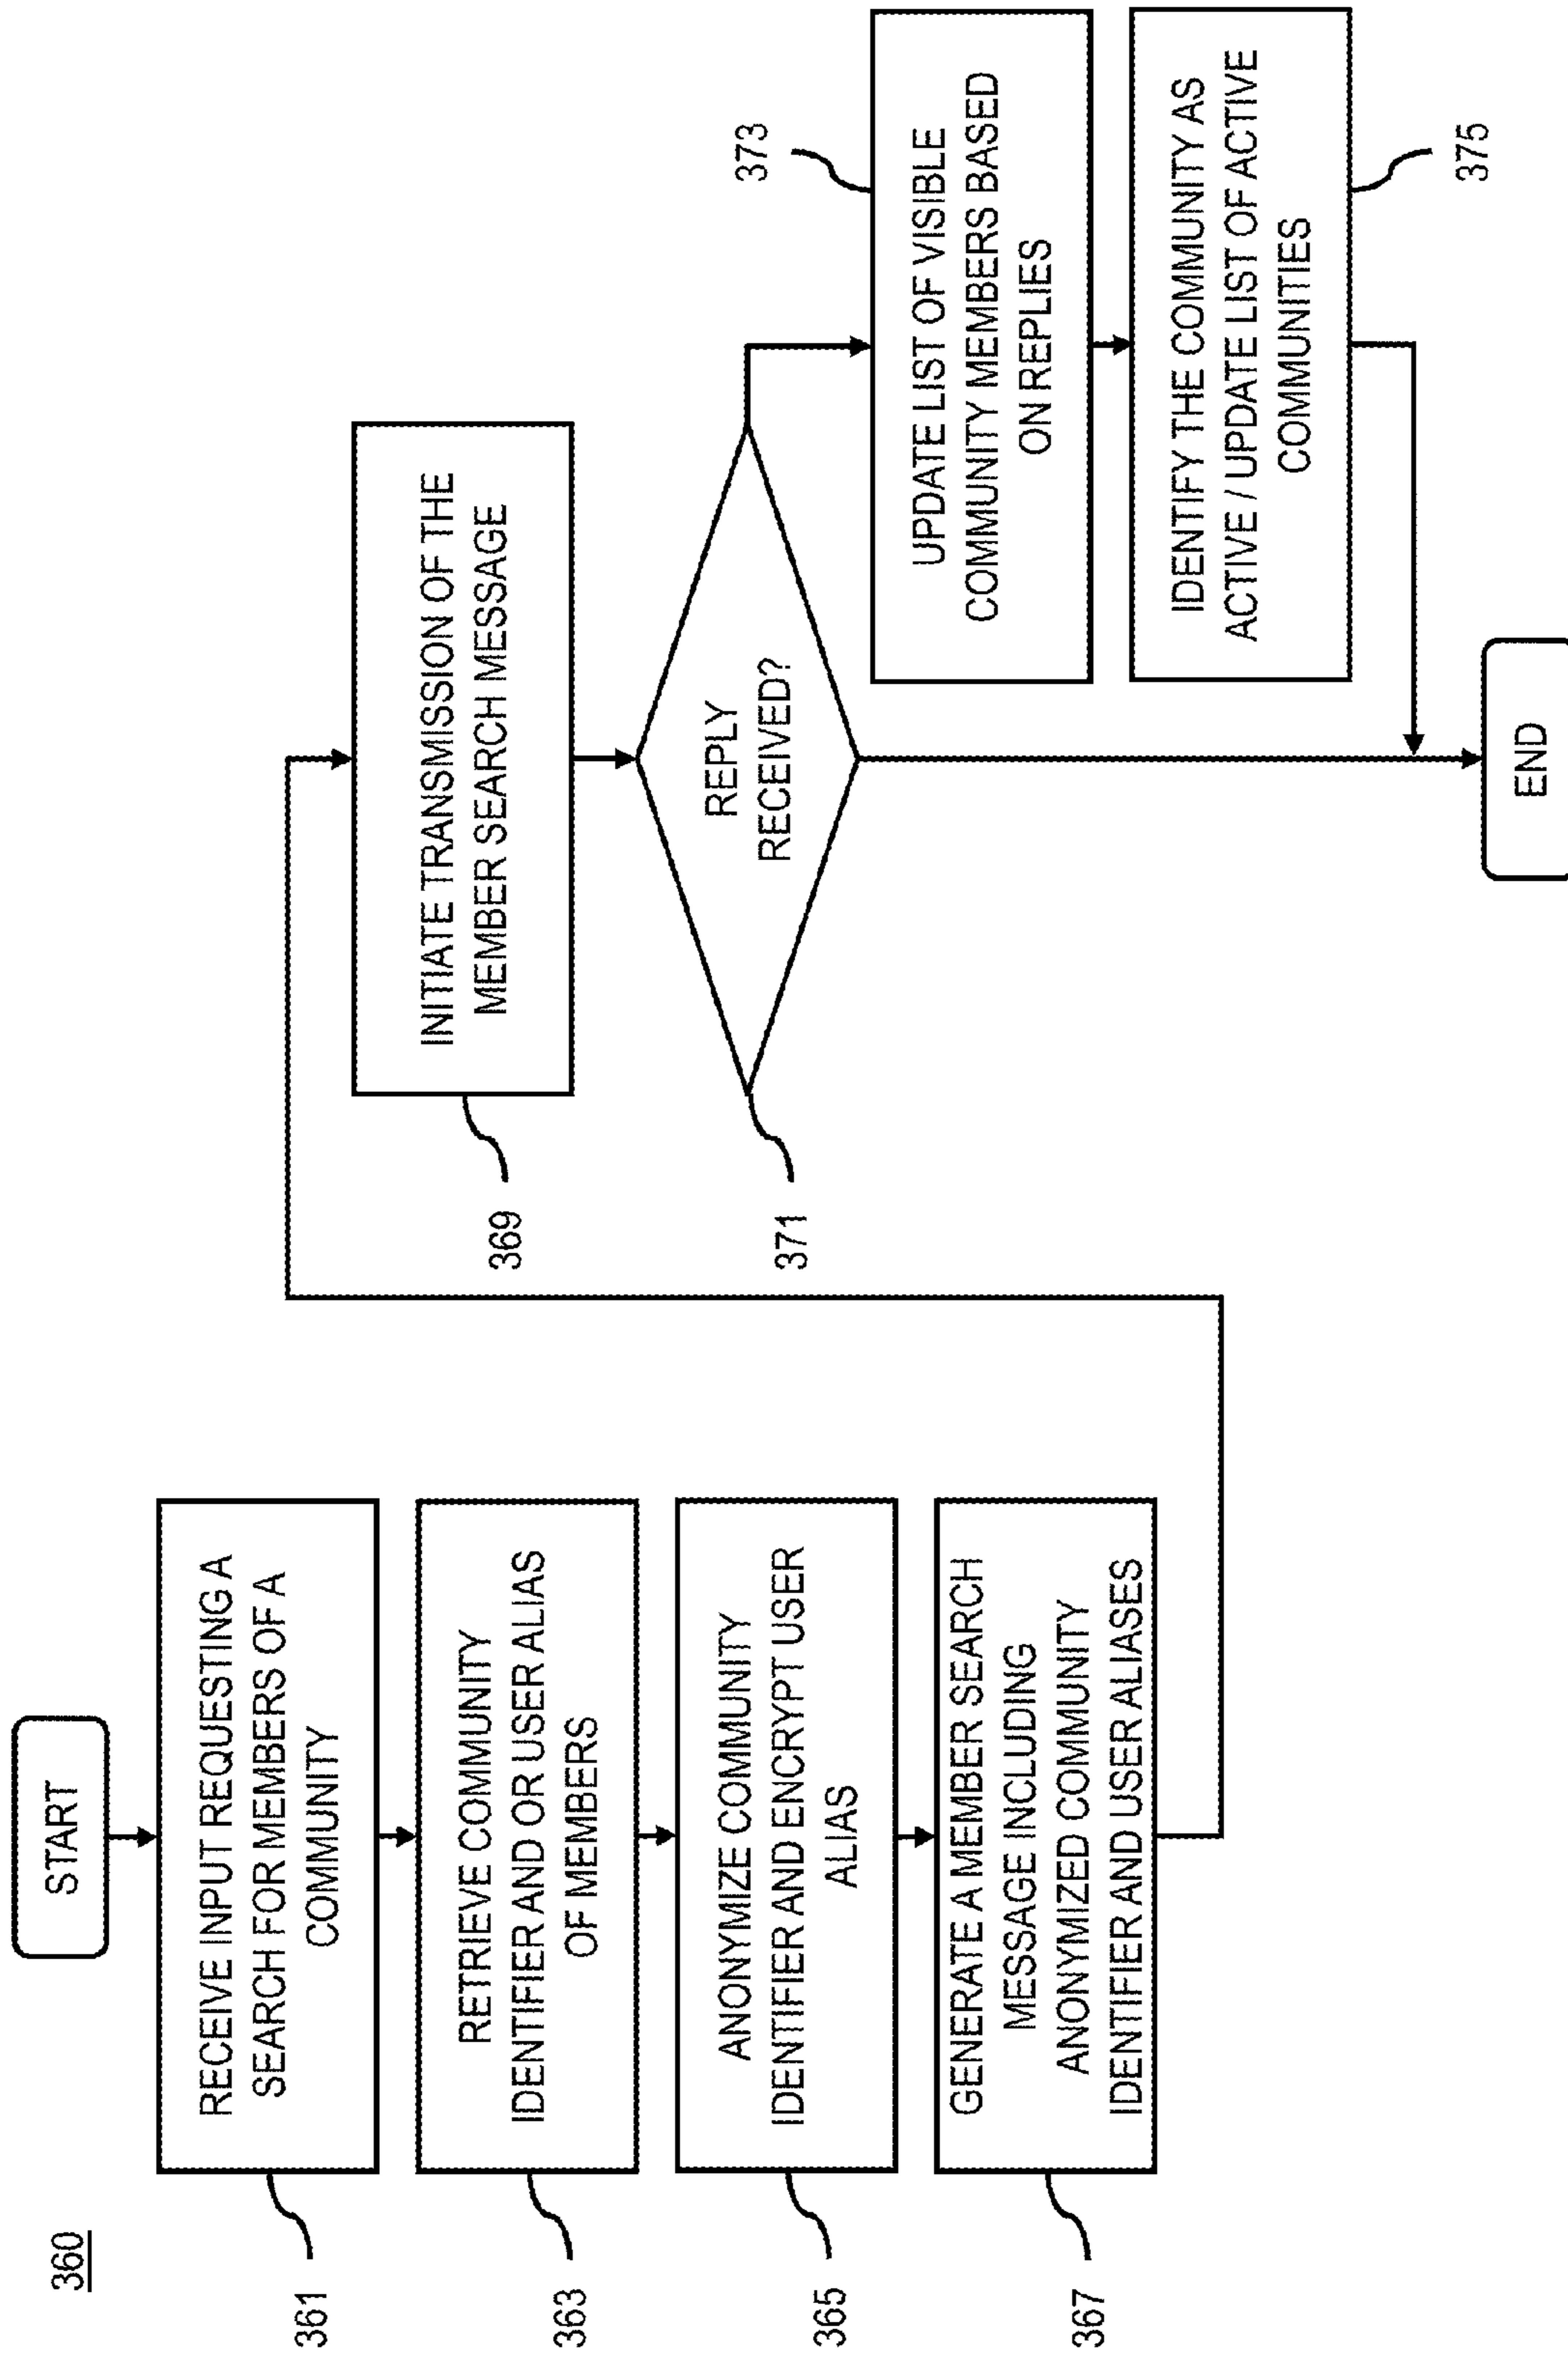 360
START
RECEIVE INPUT REQUESTING A
SEARCH FOR MEMBERS OF A
COMMUNITY
361
RETRIEVE COMMUNITY
IDENTIFIER AND OR USER ALIAS
OF MEMBERS
363
ANONYMIZE COMMUNITY
IDENTIFIER AND ENCRYPT USER
ALIAS
365
GENERATE A MEMBER SEARCH
MESSAGE INCLUDING
ANONYMIZED COMMUNITY
IDENTIFIER AND USER ALIASES
367
INITIATE TRANSMISSION OF THE
MEMBER SEARCH MESSAGE
369
REPLY
RECEIVED?
371
373
UPDATE LIST OF VISIBLE
COMMUNITY MEMBERS BASED
ON REPLIES
IDENTIFY THE COMMUNITY AS
ACTIVE / UPDATE LIST OF ACTIVE
COMMUNITIES
375
END